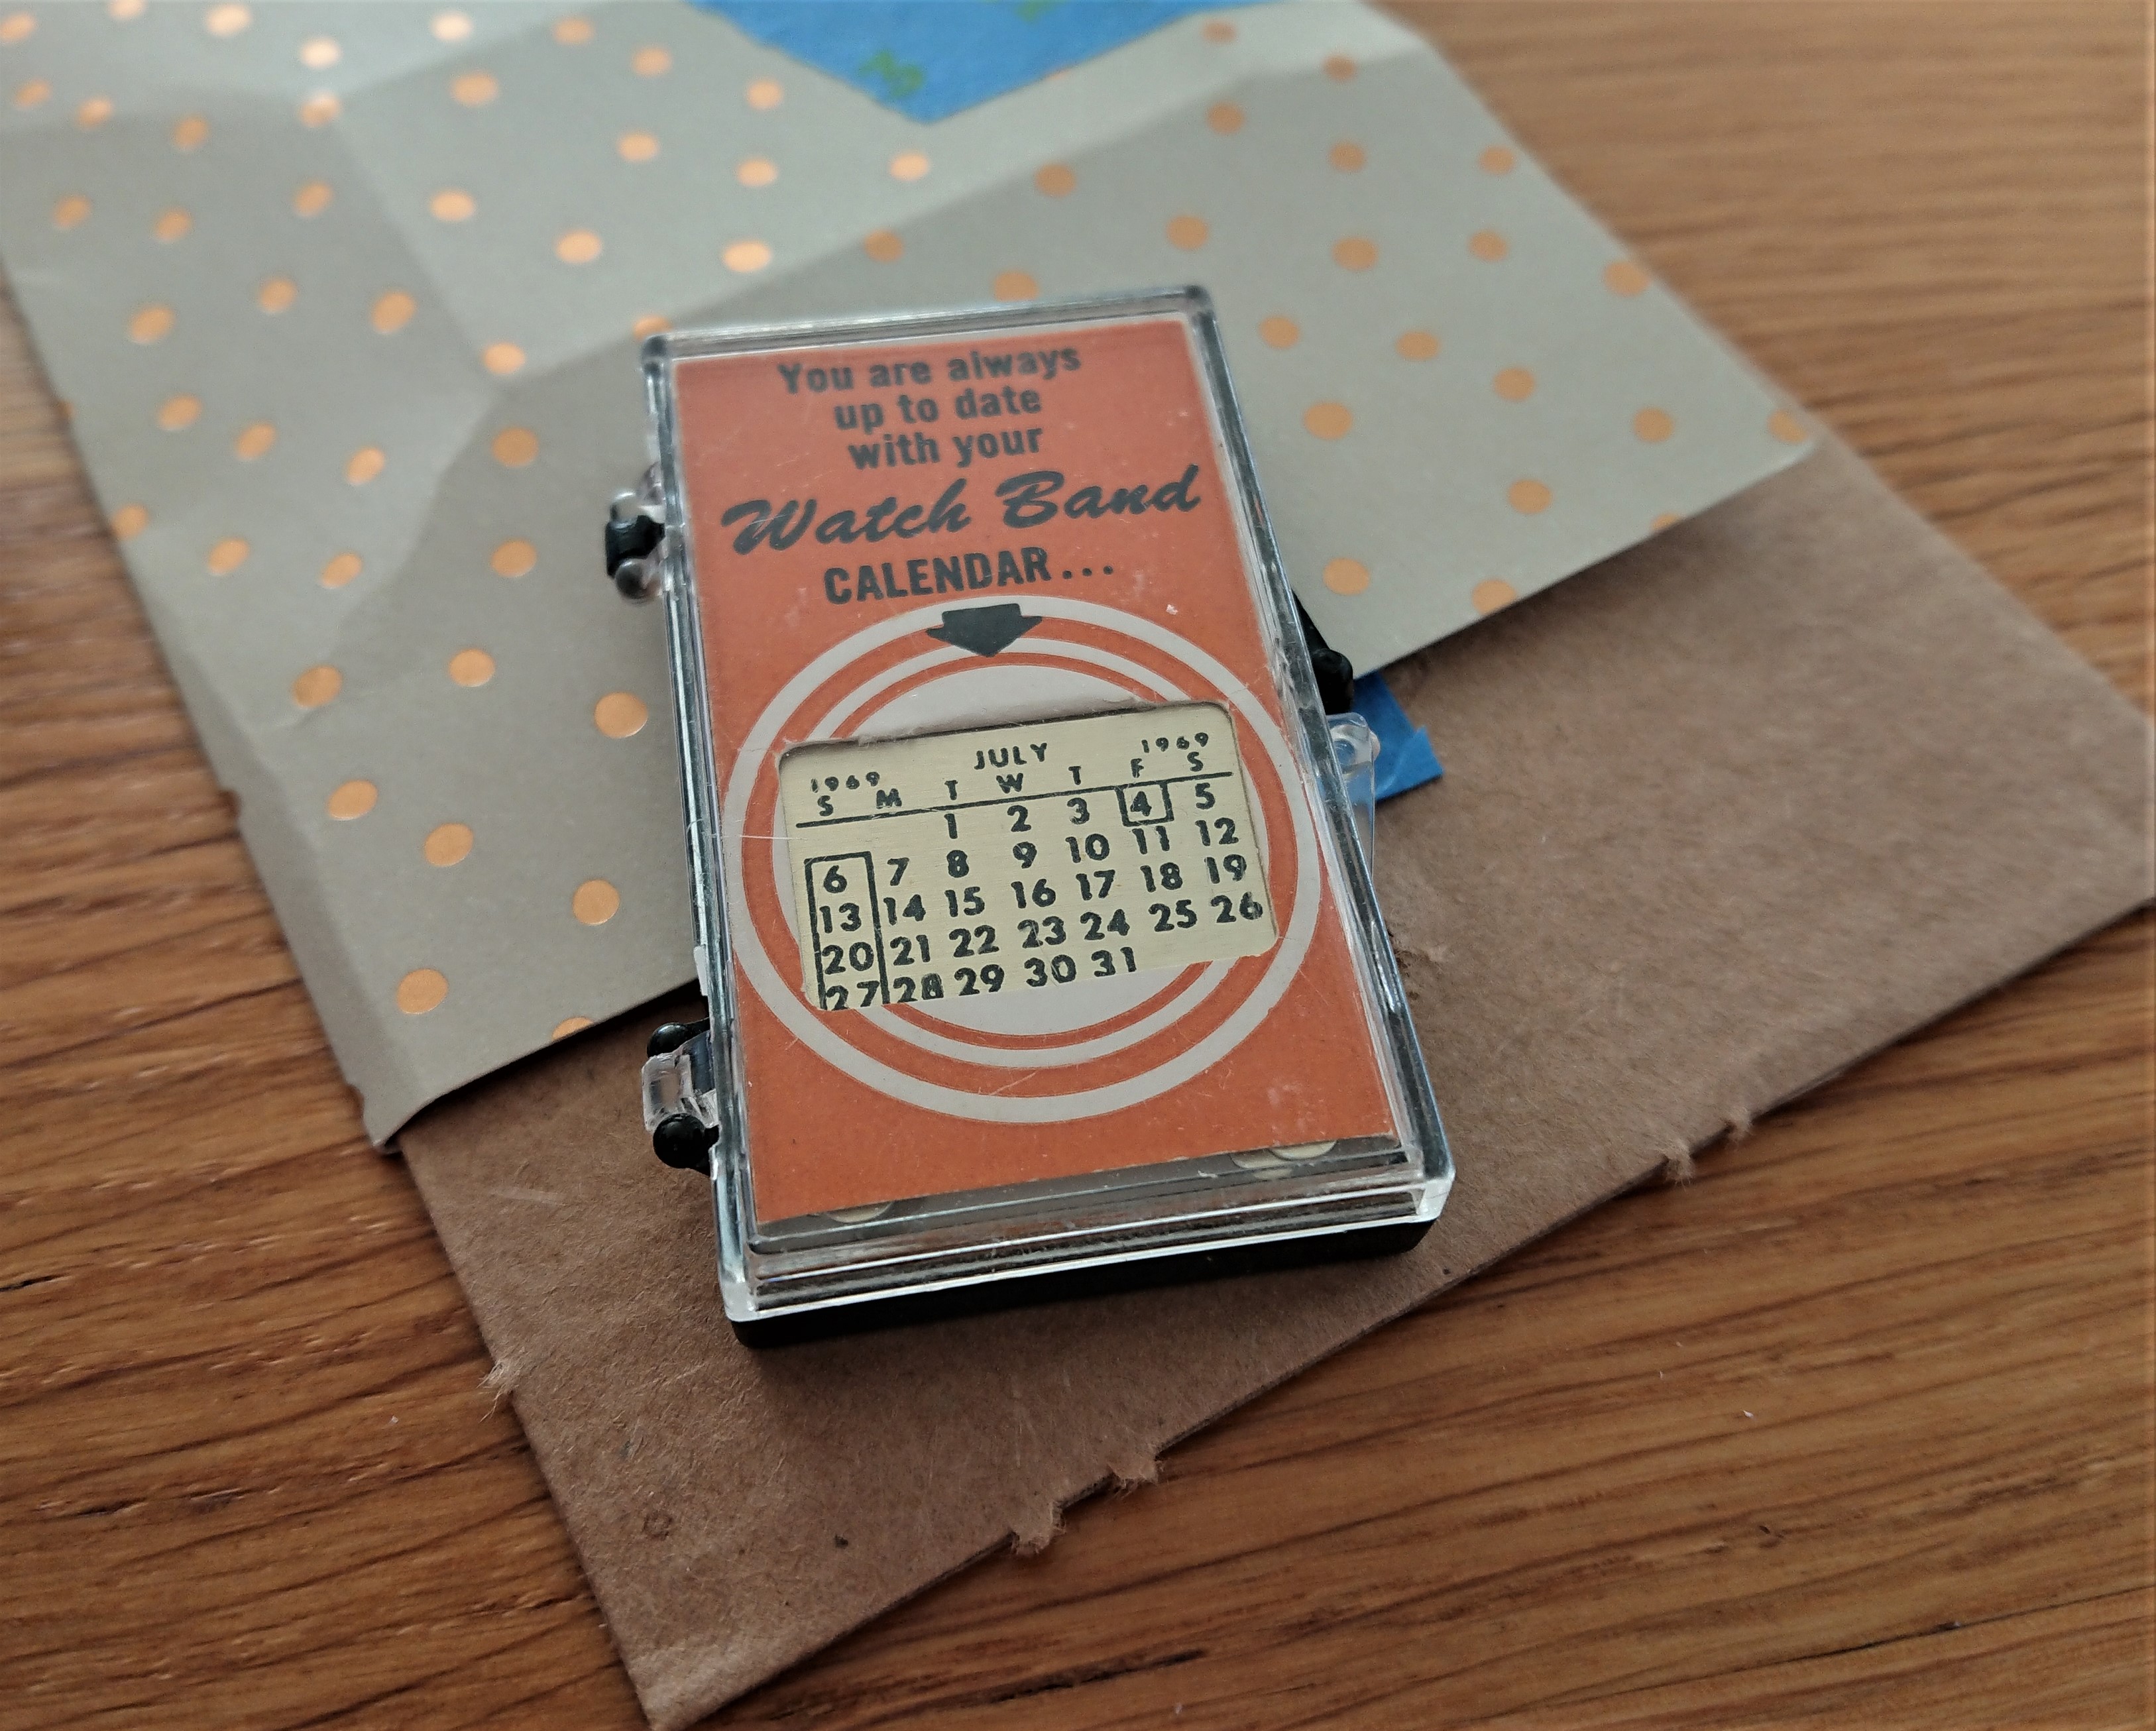 You are always
up to date
with your
Watch Band
CALENDAR...
JULY
1969 1969
S M T W T F S
1 2 3 4 5
6 7 8 9 10 11 12
13 14 15 16 17 18 19
20 21 22 23 24 25 26
27 28 29 30 31